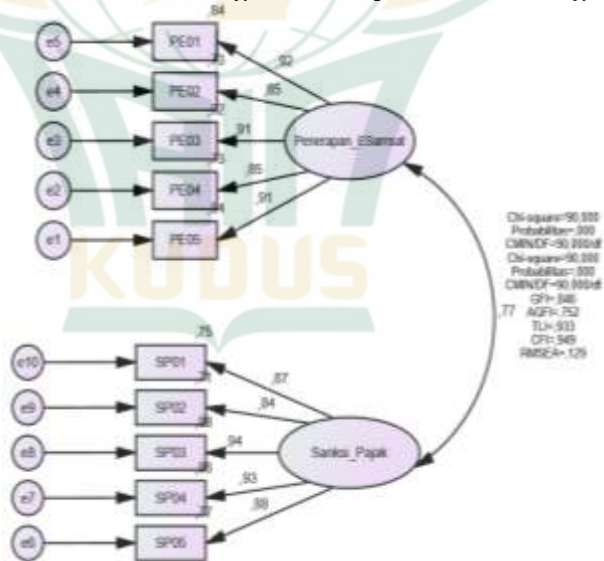 ,84
e5 PE01
,92
e4 PE02
,85
e3 PE03
,91
Penerapan_ESamsat
e2 PE04
,85
e1 PE05
,91
KUDUS
Chi-square=90,000
Probabilitas=,000
CMIN/DF=90,000/df
Chi-square=90,000
Probabilitas=,000
CMIN/DF=90,000/df
GFI=,846
AGFI=,752
TLI=,933
CFI=,949
RMSEA=,129
,77
,75
e10 SP01
,87
e9 SP02
,84
e8 SP03
,94
Sanksi_Pajak
e7 SP04
,93
e6 SP05
,88